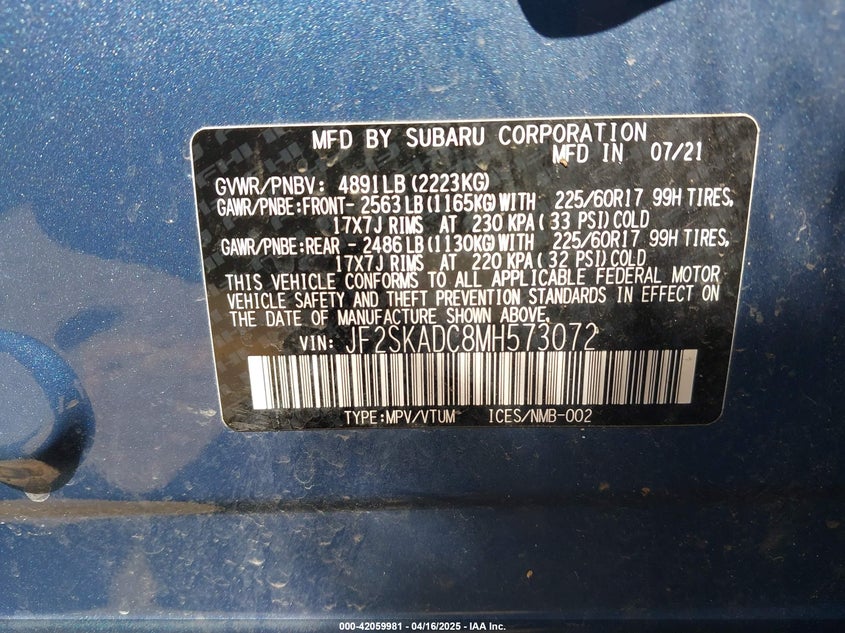 MFD BY SUBARU CORPORATION
MFD IN 07/21
GVWR/PNBV: 4891LB (2223KG)
GAWR/PNBE:FRONT- 2563LB (1165KG) WITH 225/60R17 99H TIRES,
17X7J RIMS AT 230 KPA( 33 PSI) COLD
GAWR/PNBE:REAR - 2486LB (1130KG) WITH 225/60R17 99H TIRES,
17X7J RIMS AT 220 KPA( 32 PSI) COLD
THIS VEHICLE CONFORMS TO ALL APPLICABLE FEDERAL MOTOR
VEHICLE SAFETY AND THEFT PREVENTION STANDARDS IN EFFECT ON
THE DATE OF MANUFACTURE SHOWN ABOVE.
VIN: JF2SKADC8MH573072
TYPE:MPV/VTUM ICES/NMB-002
000-42059981 - 04/16/2025 - IAA Inc.